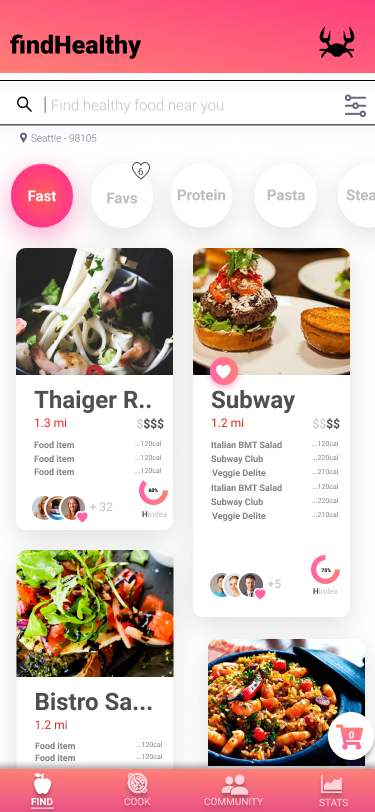 findHealthy
Find healthy food near you
Seattle - 98105
6
Fast
Favs
Protein
Pasta
Stea
Thaiger R..
1.3 mi $$$$
Food item ...120cal
Food item ...120cal
Food item ...120cal
60%
+ 32
HIndex
Subway
1.2 mi $$$$
Italian BMT Salad ...120cal
Subway Club ...220cal
Veggie Delite ...210cal
Italian BMT Salad ...120cal
Subway Club ...220cal
Veggie Delite ...210cal
75%
+5
HIndex
Bistro Sa...
1.2 mi
Food item ...120cal
Food item ...120cal
0
FIND
COOK
COMMUNITY
STATS